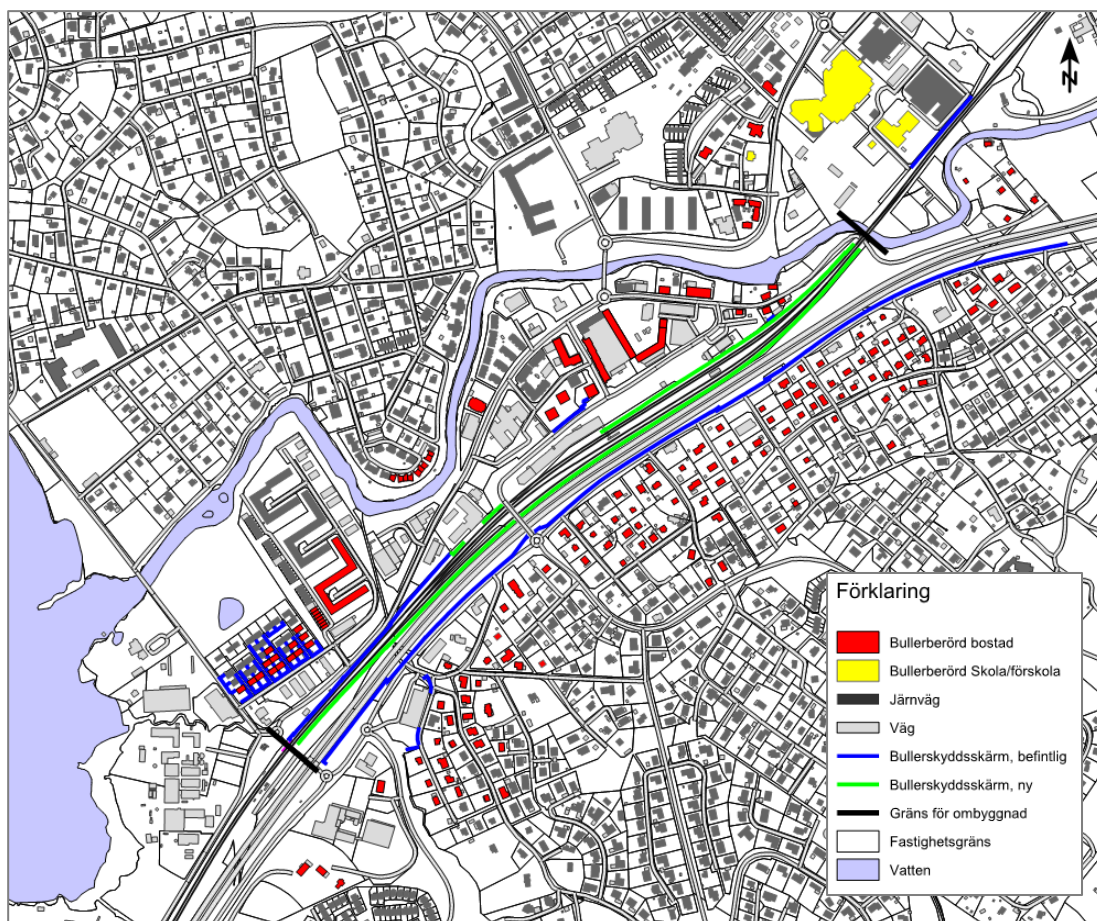 N
Förklaring
Bullerberörd bostad
Bullerberörd Skola/förskola
Järnväg
Väg
Bullerskyddsskärm, befintlig
Bullerskyddsskärm, ny
Gräns för ombyggnad
Fastighetsgräns
Vatten